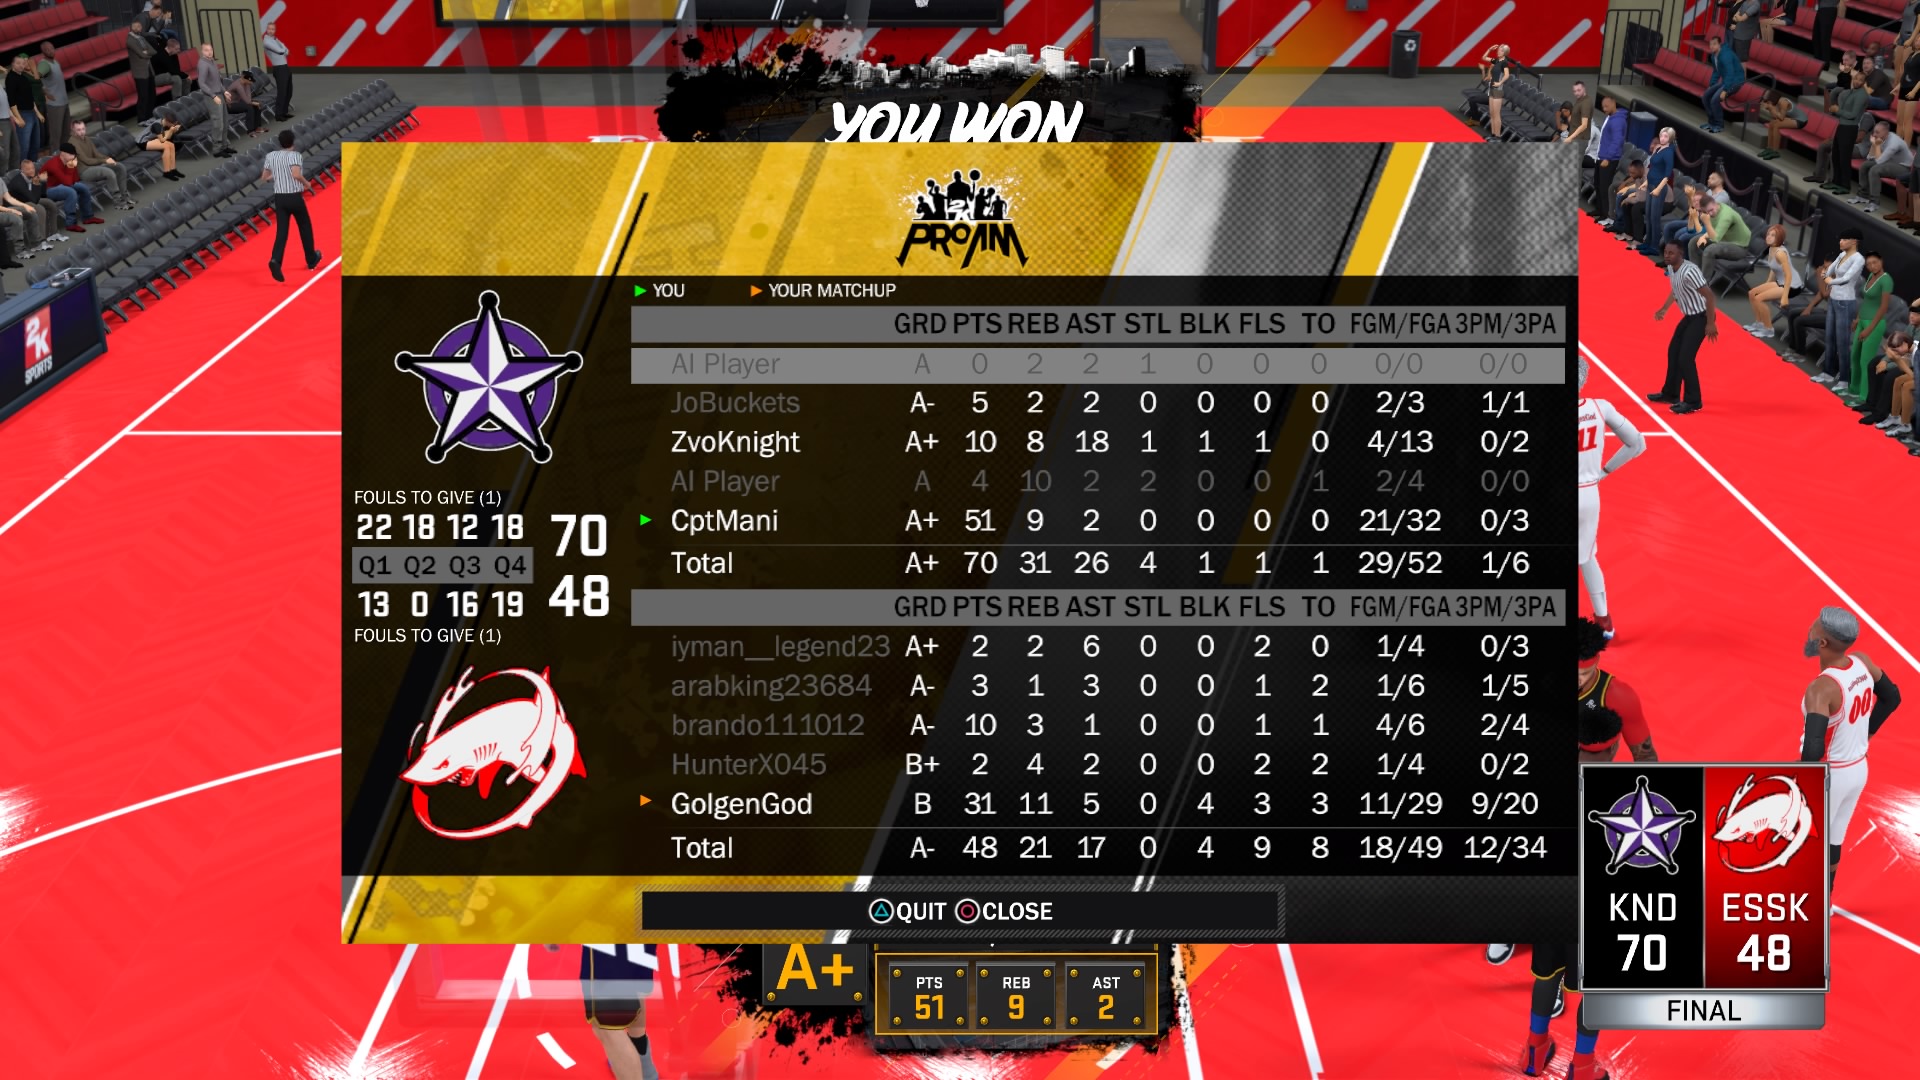 YOU WON
2K
PRO AM
YOU YOUR MATCHUP
GRD PTS REB AST STL BLK FLS TO FGM/FGA 3PM/3PA
AI Player A 0 2 2 1 0 0 0 0/0 0/0
JoBuckets A- 5 2 2 0 0 0 0 2/3 1/1
ZvoKnight A+ 10 8 18 1 1 1 0 4/13 0/2
AI Player A 4 10 2 2 0 0 1 2/4 0/0
CptMani A+ 51 9 2 0 0 0 0 21/32 0/3
Total A+ 70 31 26 4 1 1 1 29/52 1/6
GRD PTS REB AST STL BLK FLS TO FGM/FGA 3PM/3PA
iyman__legend23 A+ 2 2 6 0 0 2 0 1/4 0/3
arabking23684 A- 3 1 3 0 0 1 2 1/6 1/5
brando111012 A- 10 3 1 0 0 1 1 4/6 2/4
HunterX045 B+ 2 4 2 0 0 2 2 1/4 0/2
GolgenGod B 31 11 5 0 4 3 3 11/29 9/20
Total A- 48 21 17 0 4 9 8 18/49 12/34
FOULS TO GIVE (1)
22 18 12 18 70
Q1 Q2 Q3 Q4
13 0 16 19 48
FOULS TO GIVE (1)
QUIT CLOSE
A+
PTS REB AST
51 9 2
KND ESSK
70 48
FINAL
2K
SPORTS
11
00